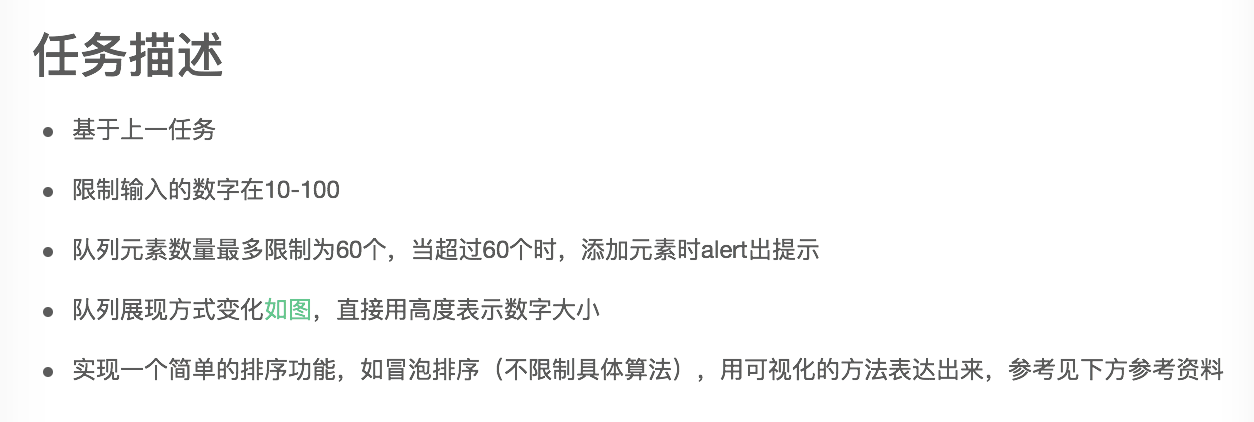 任务描述
基于上一任务
限制输入的数字在10-100
队列元素数量最多限制为60个，当超过60个时，添加元素时alert出提示
队列展现方式变化如图，直接用高度表示数字大小
实现一个简单的排序功能，如冒泡排序（不限制具体算法），用可视化的方法表达出来，参考见下方参考资料